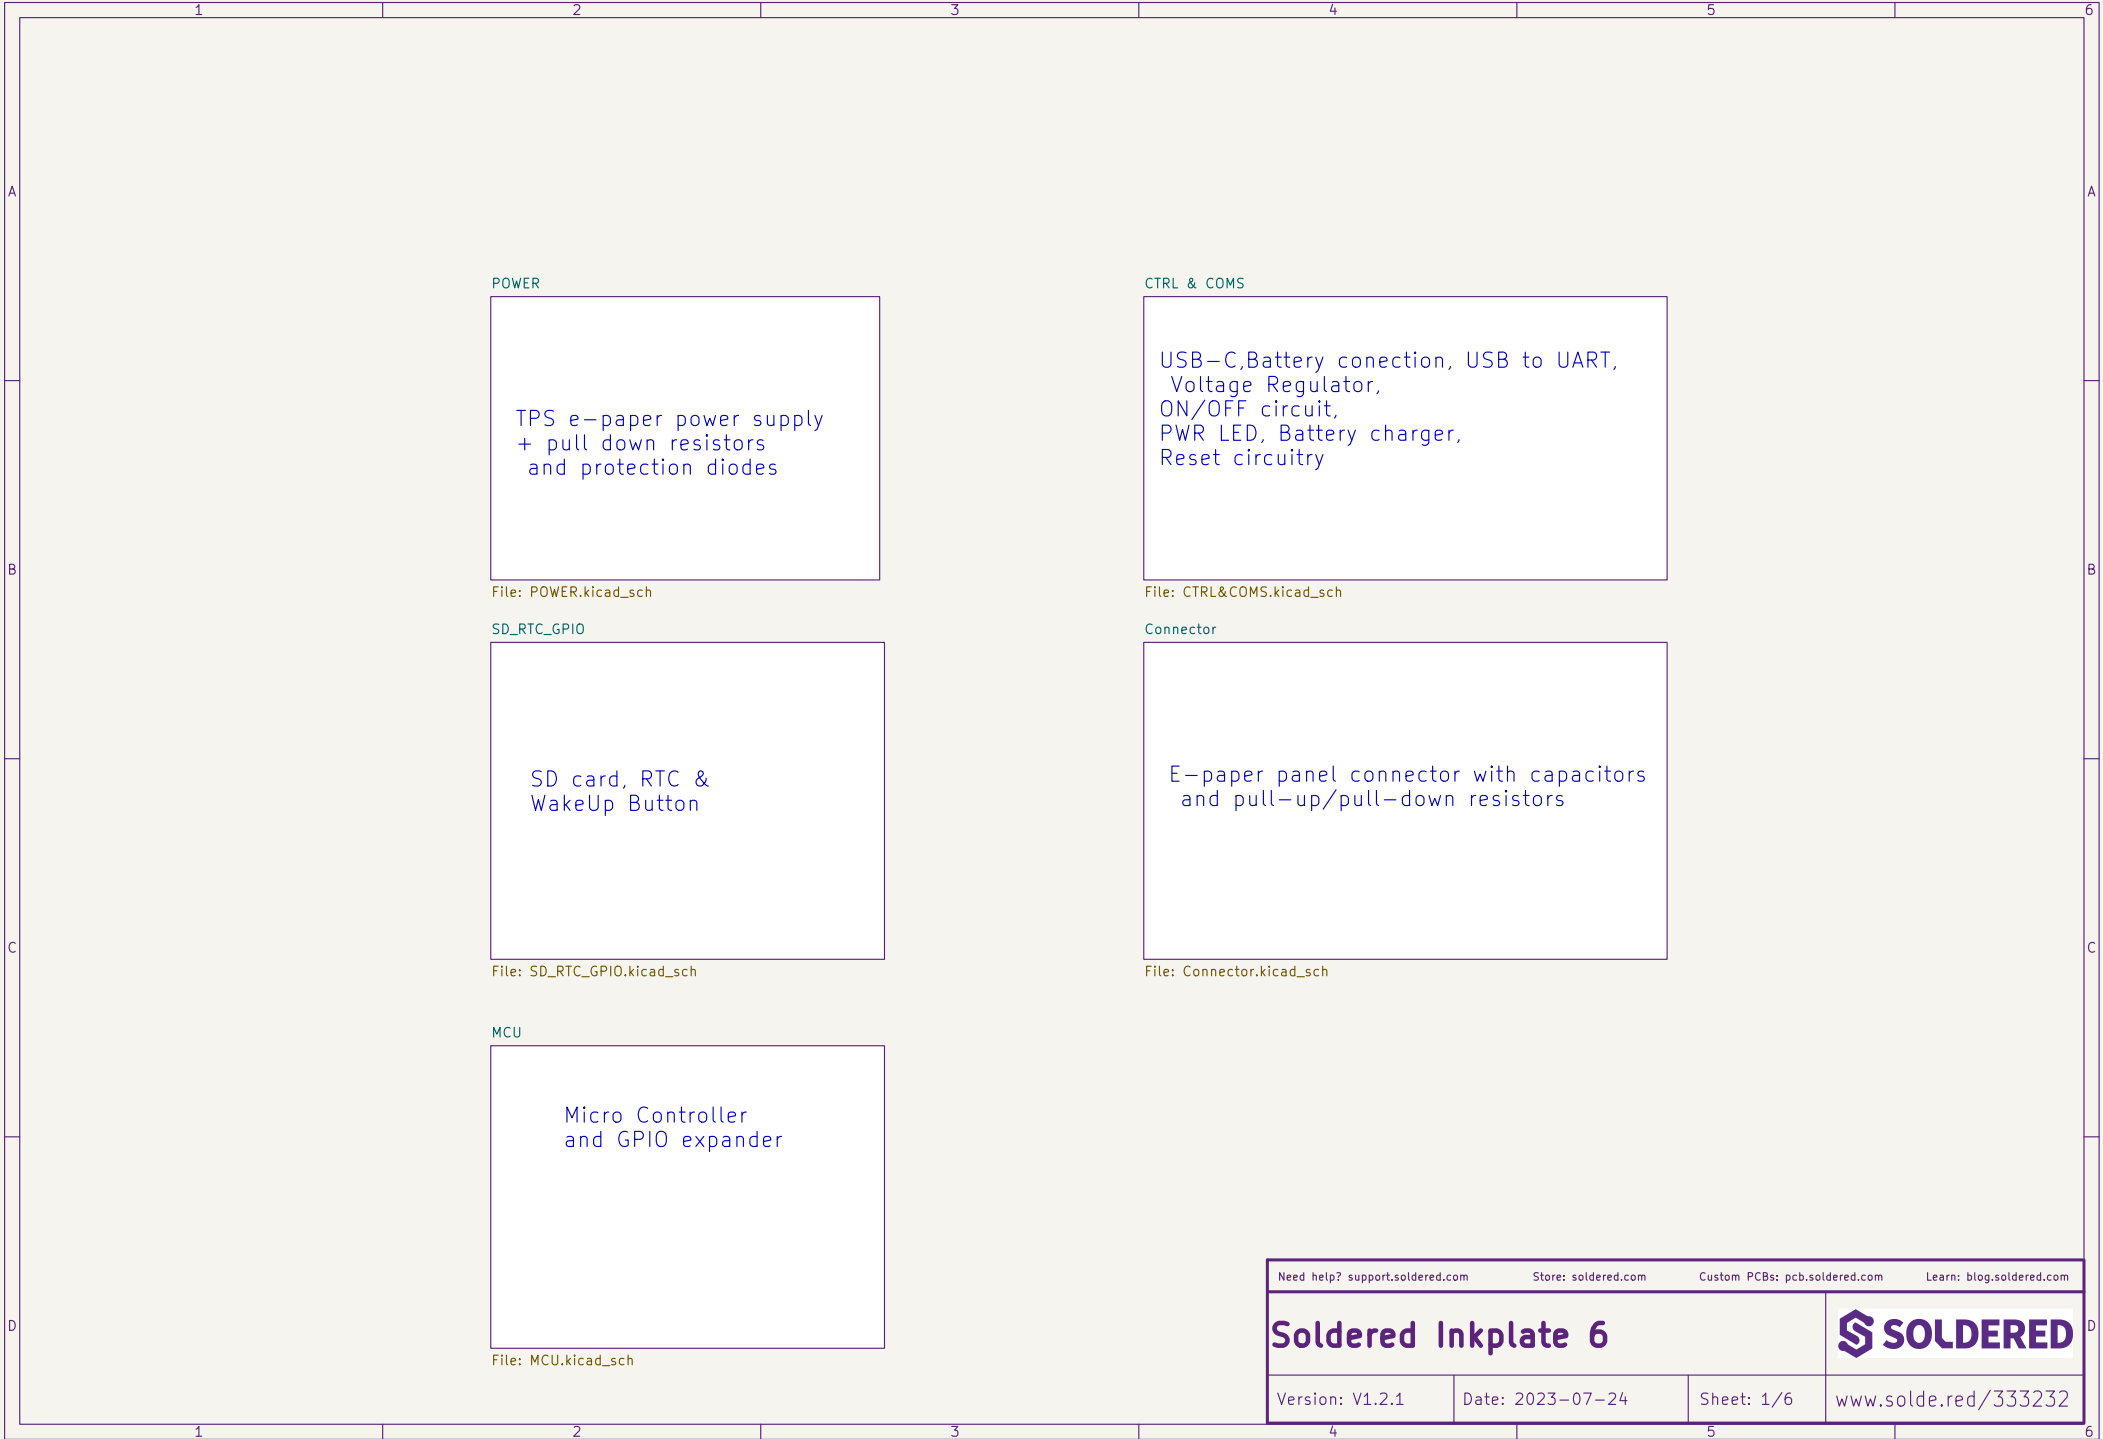 1 2 3 4 5 6
A A
POWER
TPS e-paper power supply
+ pull down resistors
and protection diodes
File: POWER.kicad_sch
CTRL & COMS
USB-C,Battery conection, USB to UART,
Voltage Regulator,
ON/OFF circuit,
PWR LED, Battery charger,
Reset circuitry
File: CTRL&COMS.kicad_sch
B B
SD_RTC_GPIO
SD card, RTC &
WakeUp Button
File: SD_RTC_GPIO.kicad_sch
Connector
E-paper panel connector with capacitors
and pull-up/pull-down resistors
File: Connector.kicad_sch
C C
MCU
Micro Controller
and GPIO expander
File: MCU.kicad_sch
D D
Need help? support.soldered.com Store: soldered.com Custom PCBs: pcb.soldered.com Learn: blog.soldered.com
Soldered Inkplate 6
SOLDERED
Version: V1.2.1 Date: 2023-07-24 Sheet: 1/6 www.solde.red/333232
1 2 3 4 5 6